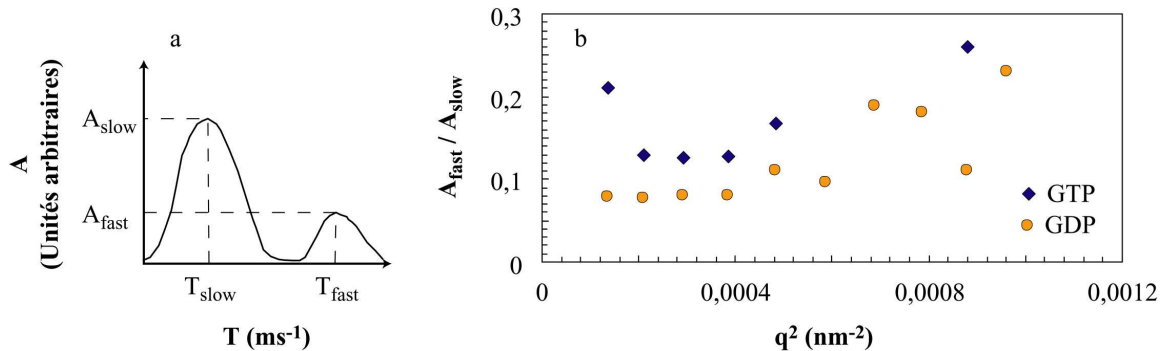 a
A
(Unités arbitraires)
A_slow
A_fast
T_slow
T_fast
T (ms⁻¹)
b
A_fast / A_slow
0,3
0,2
0,1
0
0
0,0004
0,0008
0,0012
GTP
GDP
q² (nm⁻²)